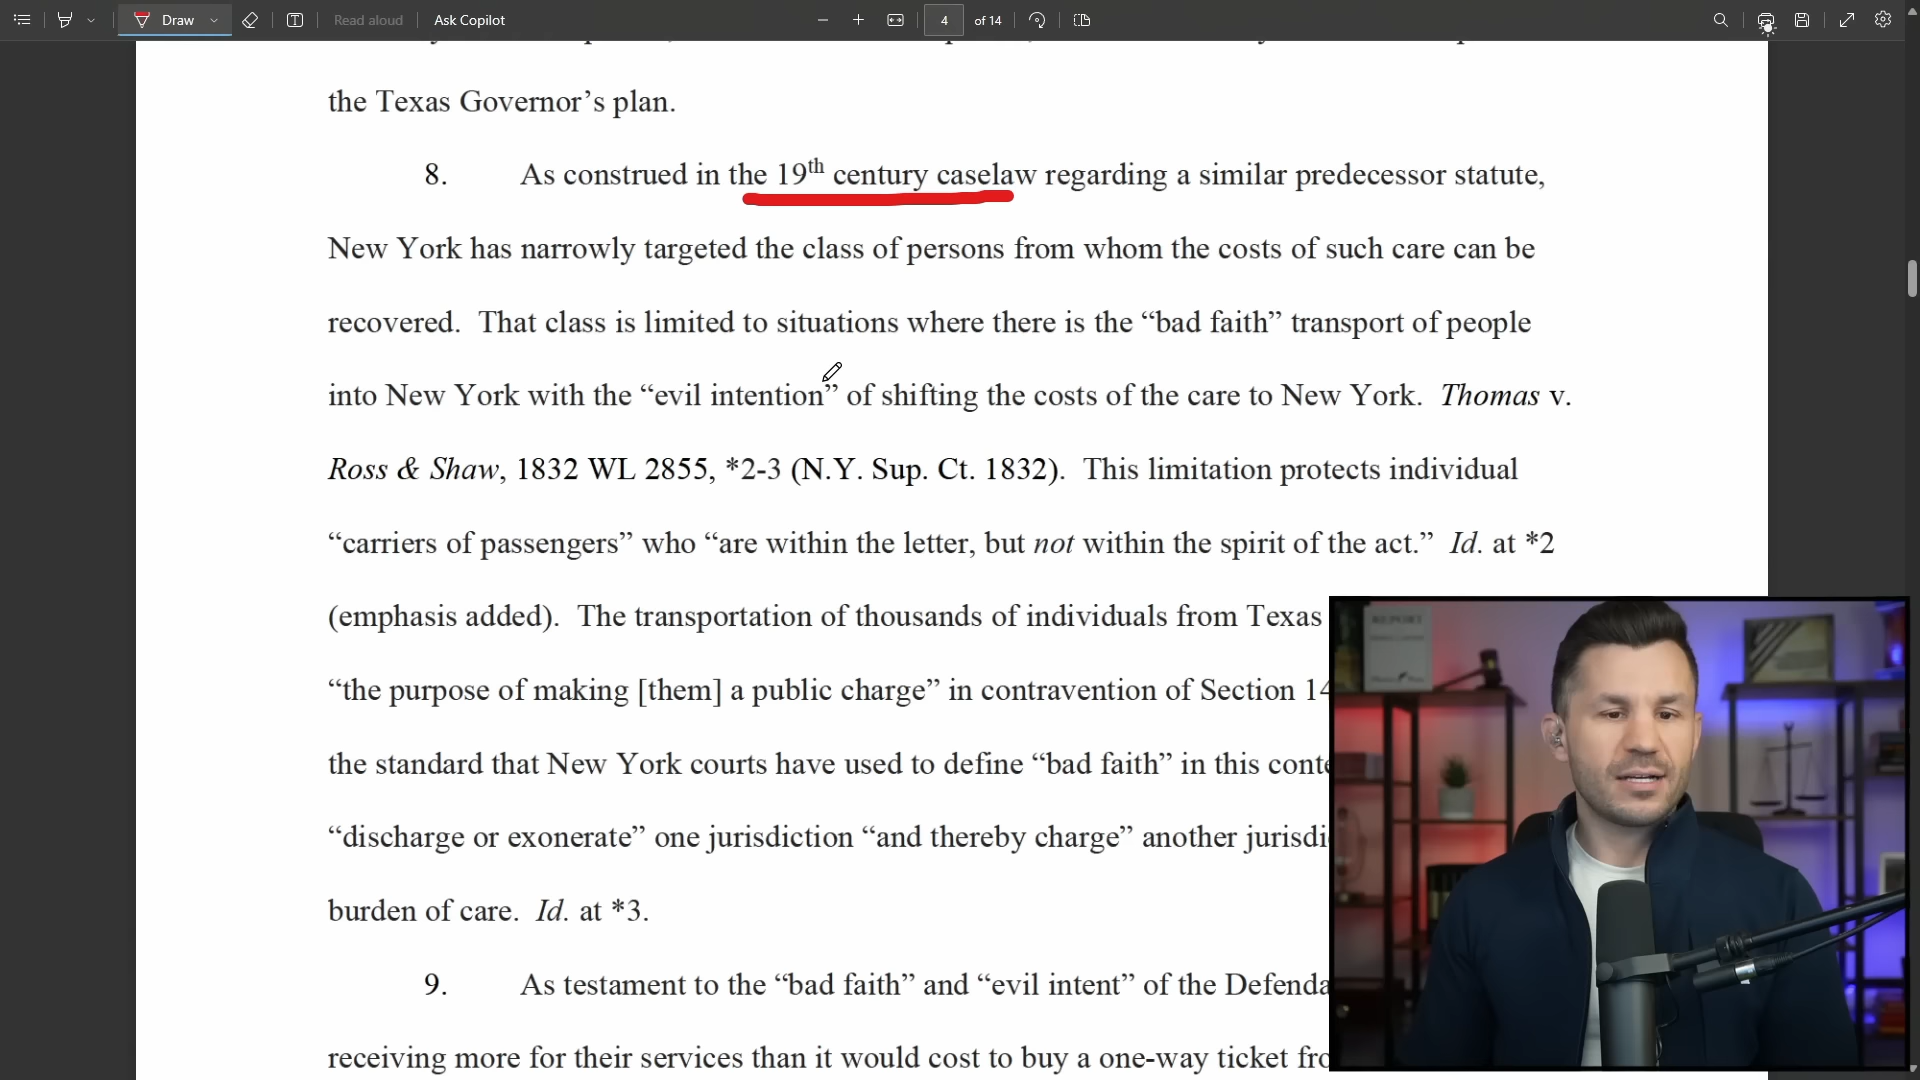 Draw
Read aloud
Ask Copilot
4
of 14
the Texas Governor’s plan.
8. As construed in the 19th century caselaw regarding a similar predecessor statute,
New York has narrowly targeted the class of persons from whom the costs of such care can be
recovered. That class is limited to situations where there is the “bad faith” transport of people
into New York with the “evil intention” of shifting the costs of the care to New York. Thomas v.
Ross & Shaw, 1832 WL 2855, *2-3 (N.Y. Sup. Ct. 1832). This limitation protects individual
“carriers of passengers” who “are within the letter, but not within the spirit of the act.” Id. at *2
(emphasis added). The transportation of thousands of individuals from Texas
“the purpose of making [them] a public charge” in contravention of Section 14
the standard that New York courts have used to define “bad faith” in this
“discharge or exonerate” one jurisdiction “and thereby charge” another
burden of care. Id. at *3.
9. As testament to the “bad faith” and “evil intent” of the
receiving more for their services than it would cost to buy a one-way ticket
REPORT